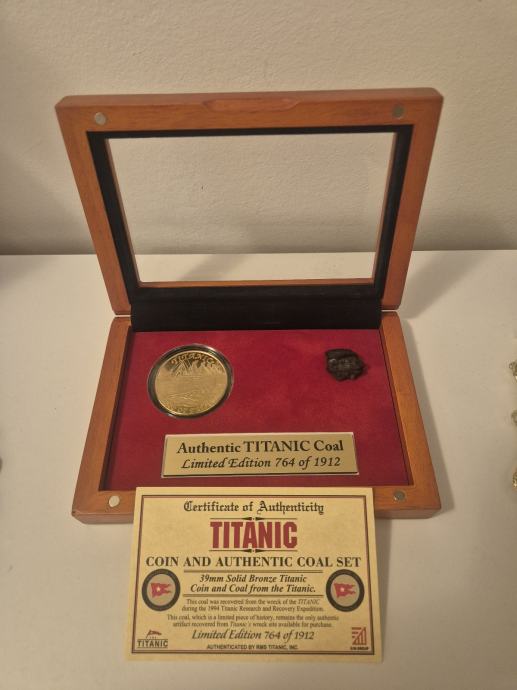 TITANIC
Authentic TITANIC Coal
Limited Edition 764 of 1912
Certificate of Authenticity
TITANIC
COIN AND AUTHENTIC COAL SET
39mm Solid Bronze Titanic
Coin and Coal from the Titanic.
This coal was recovered from the wreck of the TITANIC
during the 1994 Titanic Research and Recovery Expedition.
This coal, which is a limited piece of history, remains the only authentic
artifact recovered from Titanic's wreck site available for purchase.
Limited Edition 764 of 1912
TITANIC
AUTHENTICATED BY RMS TITANIC, INC.